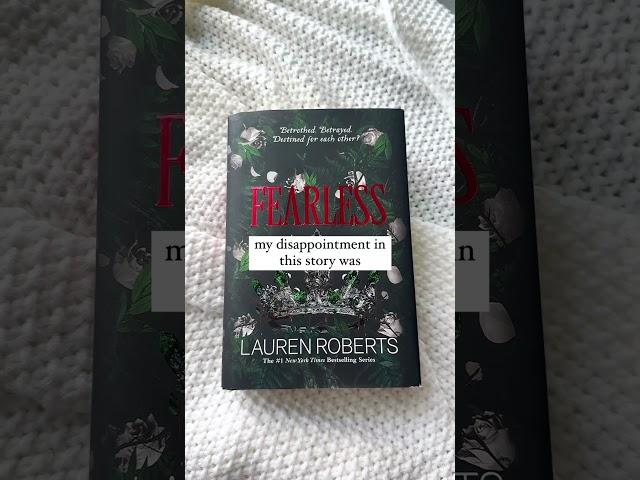 Betrothed. Betrayed.
Destined for each other?
FEARLESS
my disappointment in
this story was
LAUREN ROBERTS
The #1 New York Times Bestselling Series